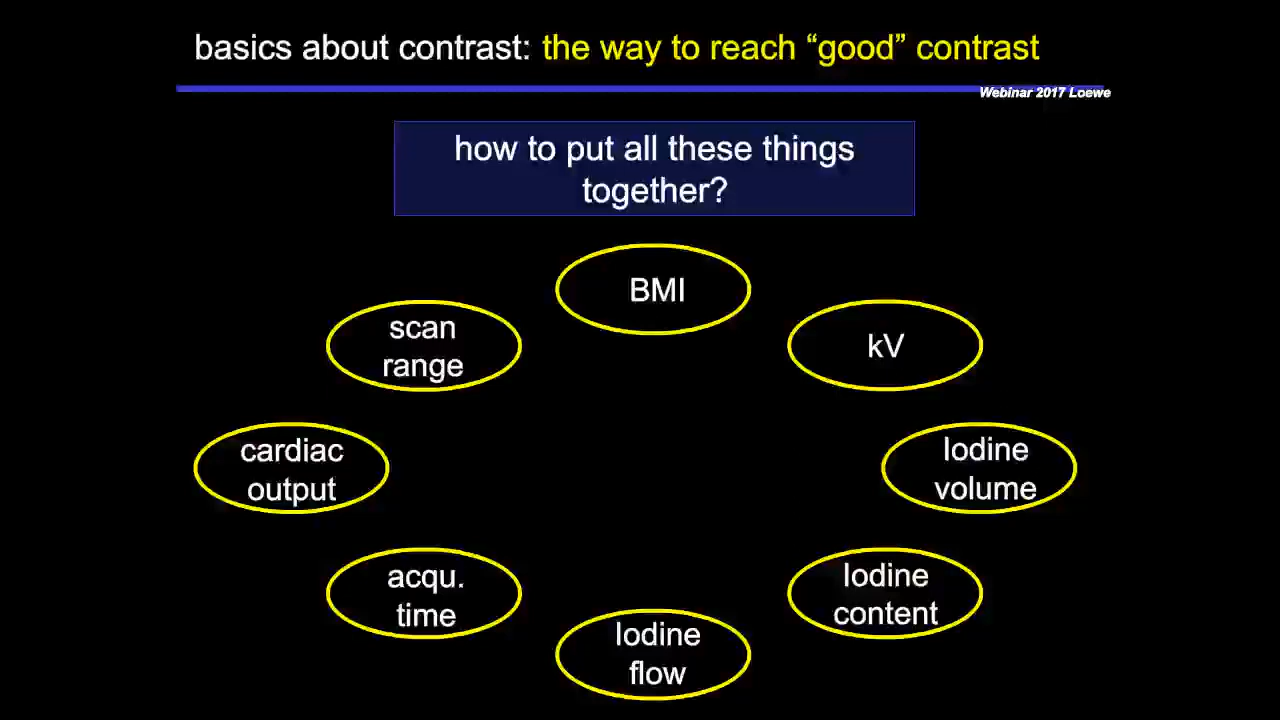 basics about contrast: the way to reach “good” contrast
Webinar 2017 Loewe
how to put all these things
together?
BMI
scan
range
kV
cardiac
output
Iodine
volume
acqu.
time
Iodine
content
Iodine
flow